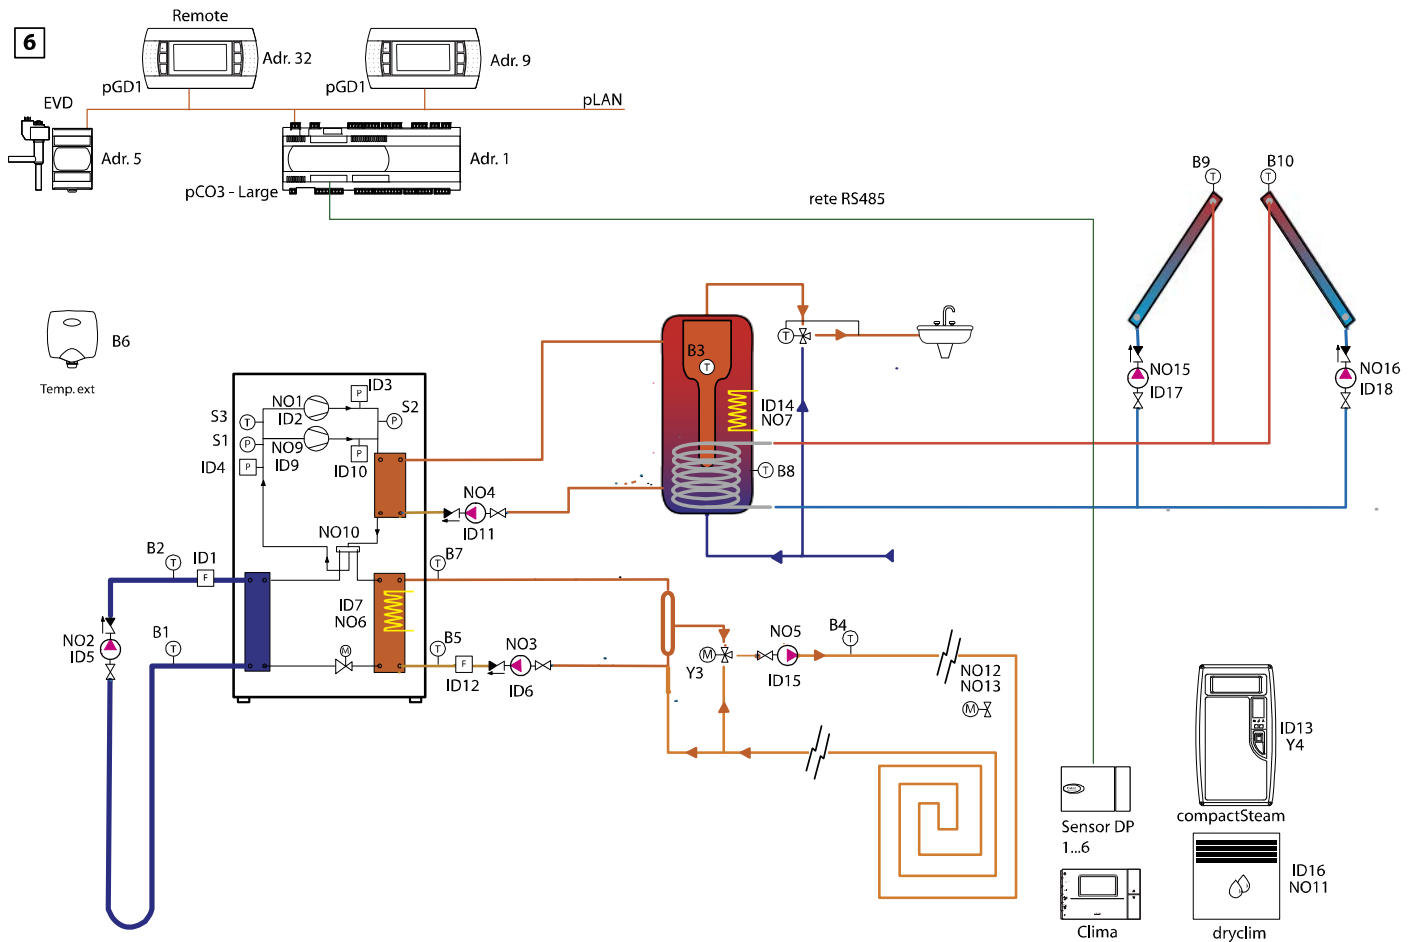 6
Remote
Adr. 32
pGD1
Adr. 9
pGD1
pLAN
EVD
Adr. 5
Adr. 1
pCO3 - Large
rete RS485
B9
B10
T
T
B6
Temp. ext
NO15
ID17
NO16
ID18
B3
T
T
ID14
NO7
T
B8
ID3
P
NO1
ID2
S3
T
S2
P
S1
P
NO9
ID9
P
ID10
ID4
P
NO4
ID11
NO10
B2
T
ID1
F
B7
T
ID7
NO6
NO2
ID5
B1
T
M
B5
T
F
ID12
NO3
ID6
M
Y3
NO5
ID15
B4
T
NO12
NO13
M
ID13
Y4
compactSteam
Sensor DP
1...6
Clima
ID16
NO11
dryclim